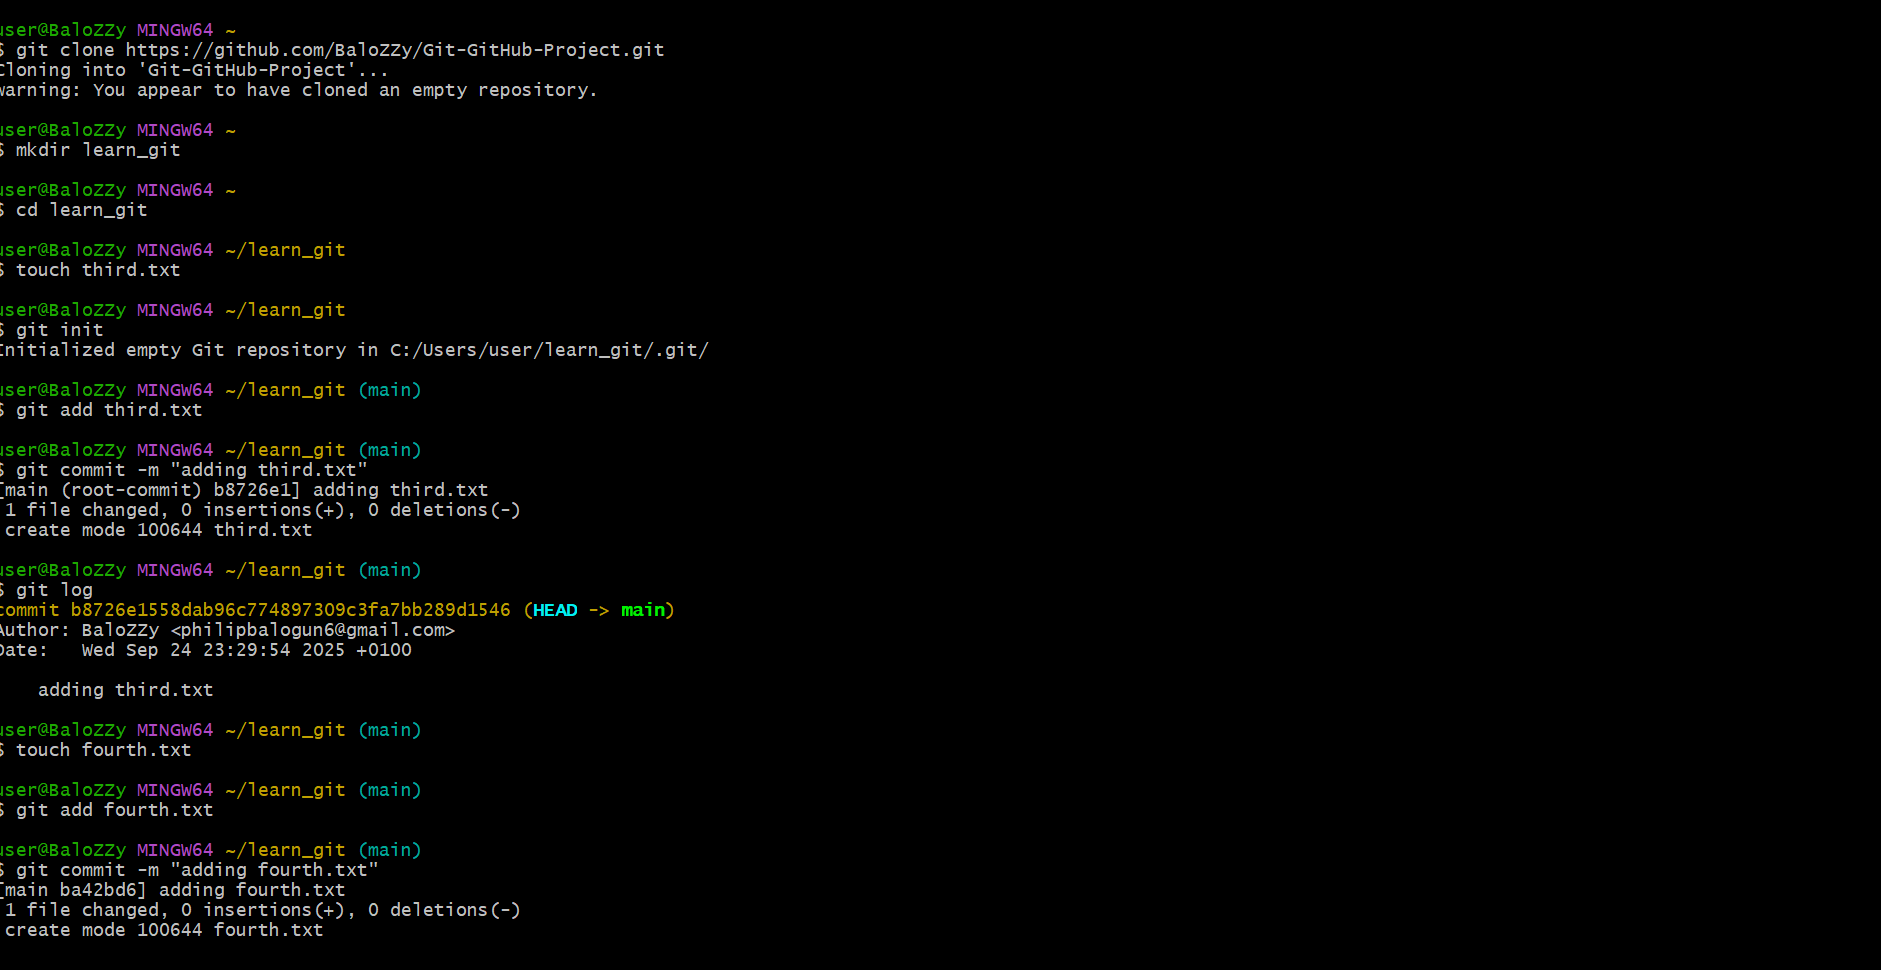 user@BaloZZy MINGW64 ~
$ git clone https://github.com/BaloZZy/Git-GitHub-Project.git
Cloning into 'Git-GitHub-Project'...
warning: You appear to have cloned an empty repository.
user@BaloZZy MINGW64 ~
$ mkdir learn_git
user@BaloZZy MINGW64 ~
$ cd learn_git
user@BaloZZy MINGW64 ~/learn_git
$ touch third.txt
user@BaloZZy MINGW64 ~/learn_git
$ git init
Initialized empty Git repository in C:/Users/user/learn_git/.git/
user@BaloZZy MINGW64 ~/learn_git (main)
$ git add third.txt
user@BaloZZy MINGW64 ~/learn_git (main)
$ git commit -m "adding third.txt"
[main (root-commit) b8726e1] adding third.txt
1 file changed, 0 insertions(+), 0 deletions(-)
create mode 100644 third.txt
user@BaloZZy MINGW64 ~/learn_git (main)
$ git log
commit b8726e1558dab96c774897309c3fa7bb289d1546 (HEAD -> main)
Author: BaloZZy <philipbalogun6@gmail.com>
Date:   Wed Sep 24 23:29:54 2025 +0100
adding third.txt
user@BaloZZy MINGW64 ~/learn_git (main)
$ touch fourth.txt
user@BaloZZy MINGW64 ~/learn_git (main)
$ git add fourth.txt
user@BaloZZy MINGW64 ~/learn_git (main)
$ git commit -m "adding fourth.txt"
[main ba42bd6] adding fourth.txt
1 file changed, 0 insertions(+), 0 deletions(-)
create mode 100644 fourth.txt